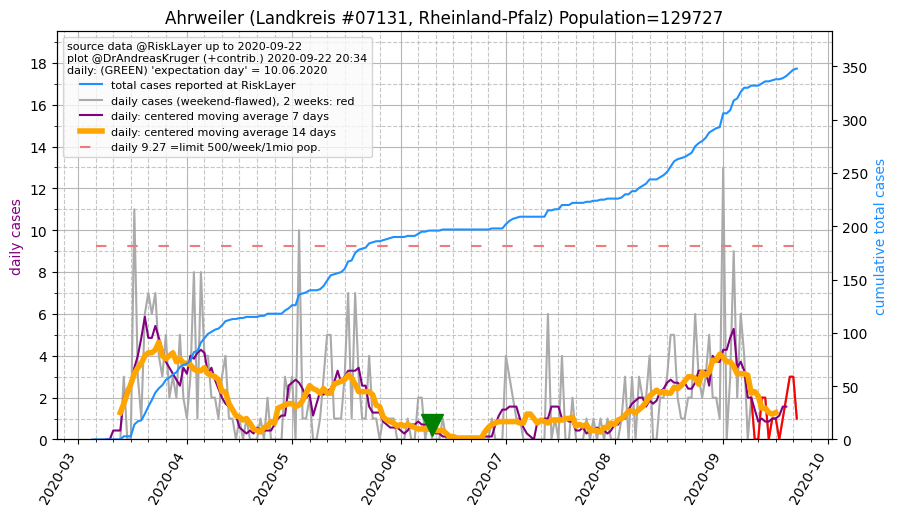 Ahrweiler (Landkreis #07131, Rheinland-Pfalz) Population=129727
source data @RiskLayer up to 2020-09-22
plot @DrAndreasKruger (+contrib.) 2020-09-22 20:34
daily: (GREEN) 'expectation day' = 10.06.2020
total cases reported at RiskLayer
daily cases (weekend-flawed), 2 weeks: red
daily: centered moving average 7 days
daily: centered moving average 14 days
daily 9.27 =limit 500/week/1mio pop.
daily cases
18
16
14
12
10
8
6
4
2
0
350
300
250
200
150
100
50
0
cumulative total cases
2020-03
2020-04
2020-05
2020-06
2020-07
2020-08
2020-09
2020-10